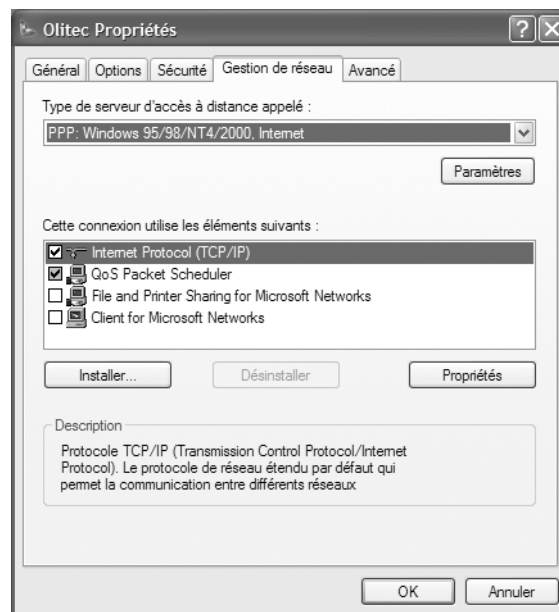 Olitec Propriétés
Général Options Sécurité Gestion de réseau Avancé
Type de serveur d'accès à distance appelé :
PPP: Windows 95/98/NT4/2000, Internet
Paramètres
Cette connexion utilise les éléments suivants :
Internet Protocol (TCP/IP)
QoS Packet Scheduler
File and Printer Sharing for Microsoft Networks
Client for Microsoft Networks
Installer... Désinstaller Propriétés
Description
Protocole TCP/IP (Transmission Control Protocol/Internet
Protocol). Le protocole de réseau étendu par défaut qui
permet la communication entre différents réseaux
OK Annuler